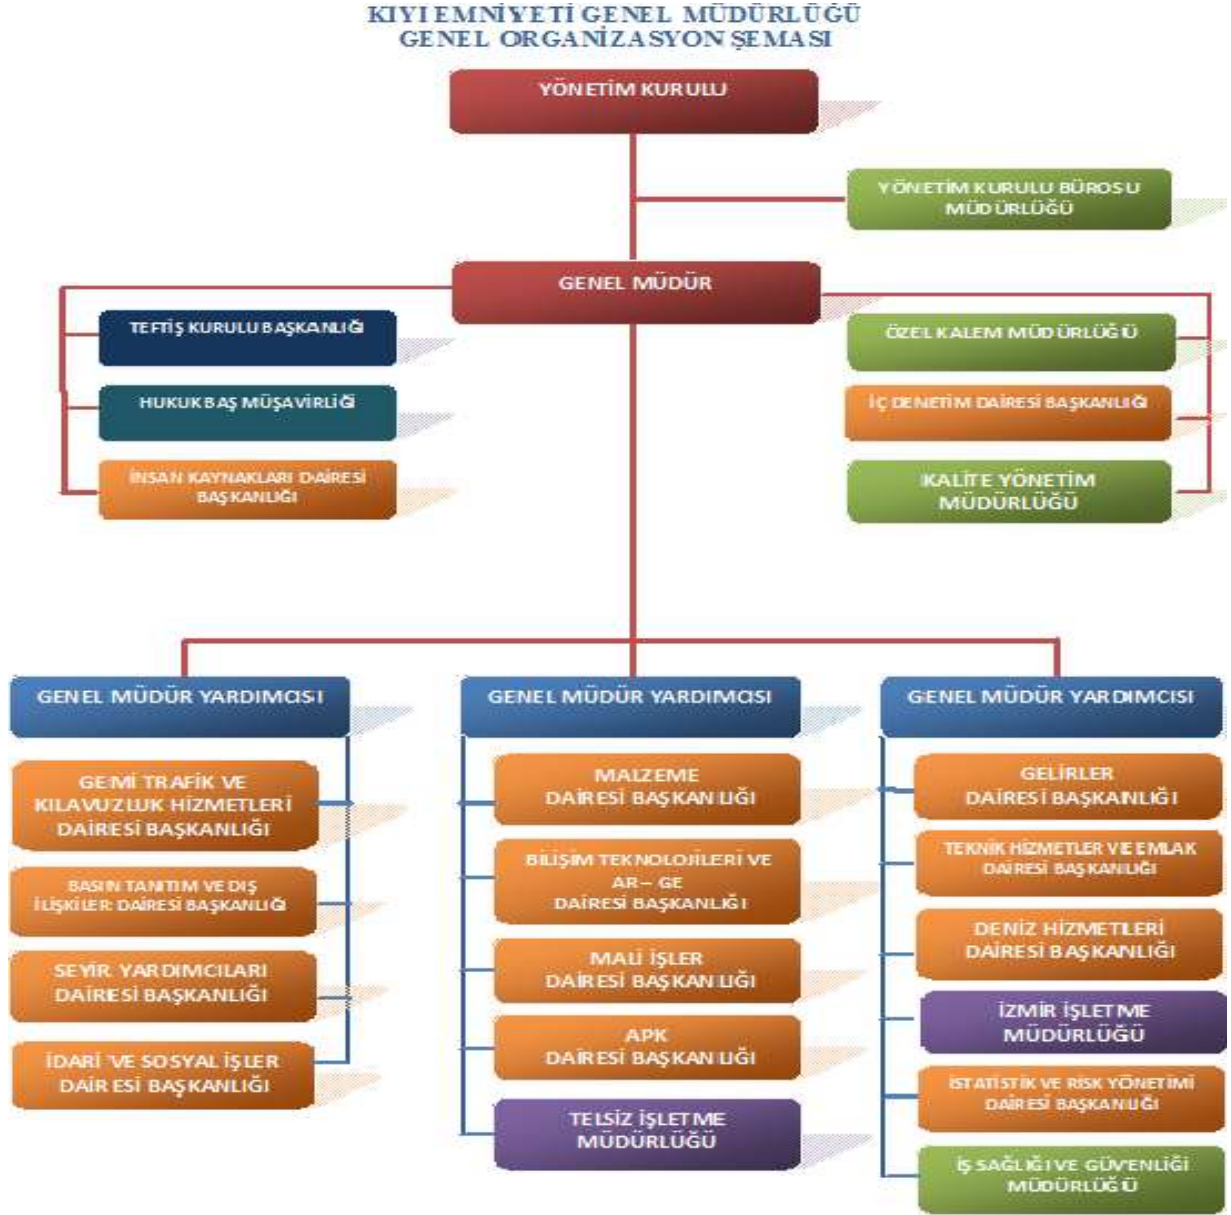 KIYI EMNİYETİ GENEL MÜDÜRLÜĞÜ
GENEL ORGANİZASYON ŞEMASI
YÖNETİM KURULU
YÖNETİM KURULU BÜROSU
MÜDÜRLÜĞÜ
GENEL MÜDÜR
TEFTİŞ KURULU BAŞKANLIĞI
HUKUK BAŞ MÜŞAVİRLİĞİ
İNSAN KAYNAKLARI DAİRESİ
BAŞKANLIĞI
ÖZEL KALEM MÜDÜRLÜĞÜ
İÇ DENETİM DAİRESİ BAŞKANLIĞI
KALİTE YÖNETİM
MÜDÜRLÜĞÜ
GENEL MÜDÜR YARDIMCISI
GEMİ TRAFİK VE
KILAVUZLUK HİZMETLERİ
DAİRESİ BAŞKANLIĞI
BASIN TANITIM VE DIŞ
İLİŞKİLER DAİRESİ BAŞKANLIĞI
SEYİR YARDIMCILARI
DAİRESİ BAŞKANLIĞI
İDARİ VE SOSYAL İŞLER
DAİRESİ BAŞKANLIĞI
GENEL MÜDÜR YARDIMCISI
MALZEME
DAİRESİ BAŞKANLIĞI
BİLİŞİM TEKNOLOJİLERİ VE
AR – GE
DAİRESİ BAŞKANLIĞI
MALİ İŞLER
DAİRESİ BAŞKANLIĞI
APK
DAİRESİ BAŞKANLIĞI
TELSİZ İŞLETME
MÜDÜRLÜĞÜ
GENEL MÜDÜR YARDIMCISI
GELİRLER
DAİRESİ BAŞKANLIĞI
TEKNİK HİZMETLER VE EMLAK
DAİRESİ BAŞKANLIĞI
DENİZ HİZMETLERİ
DAİRESİ BAŞKANLIĞI
İZMİR İŞLETME
MÜDÜRLÜĞÜ
İSTATİSTİK VE RİSK YÖNETİMİ
DAİRESİ BAŞKANLIĞI
İŞ SAĞLIĞI VE GÜVENLİĞİ
MÜDÜRLÜĞÜ